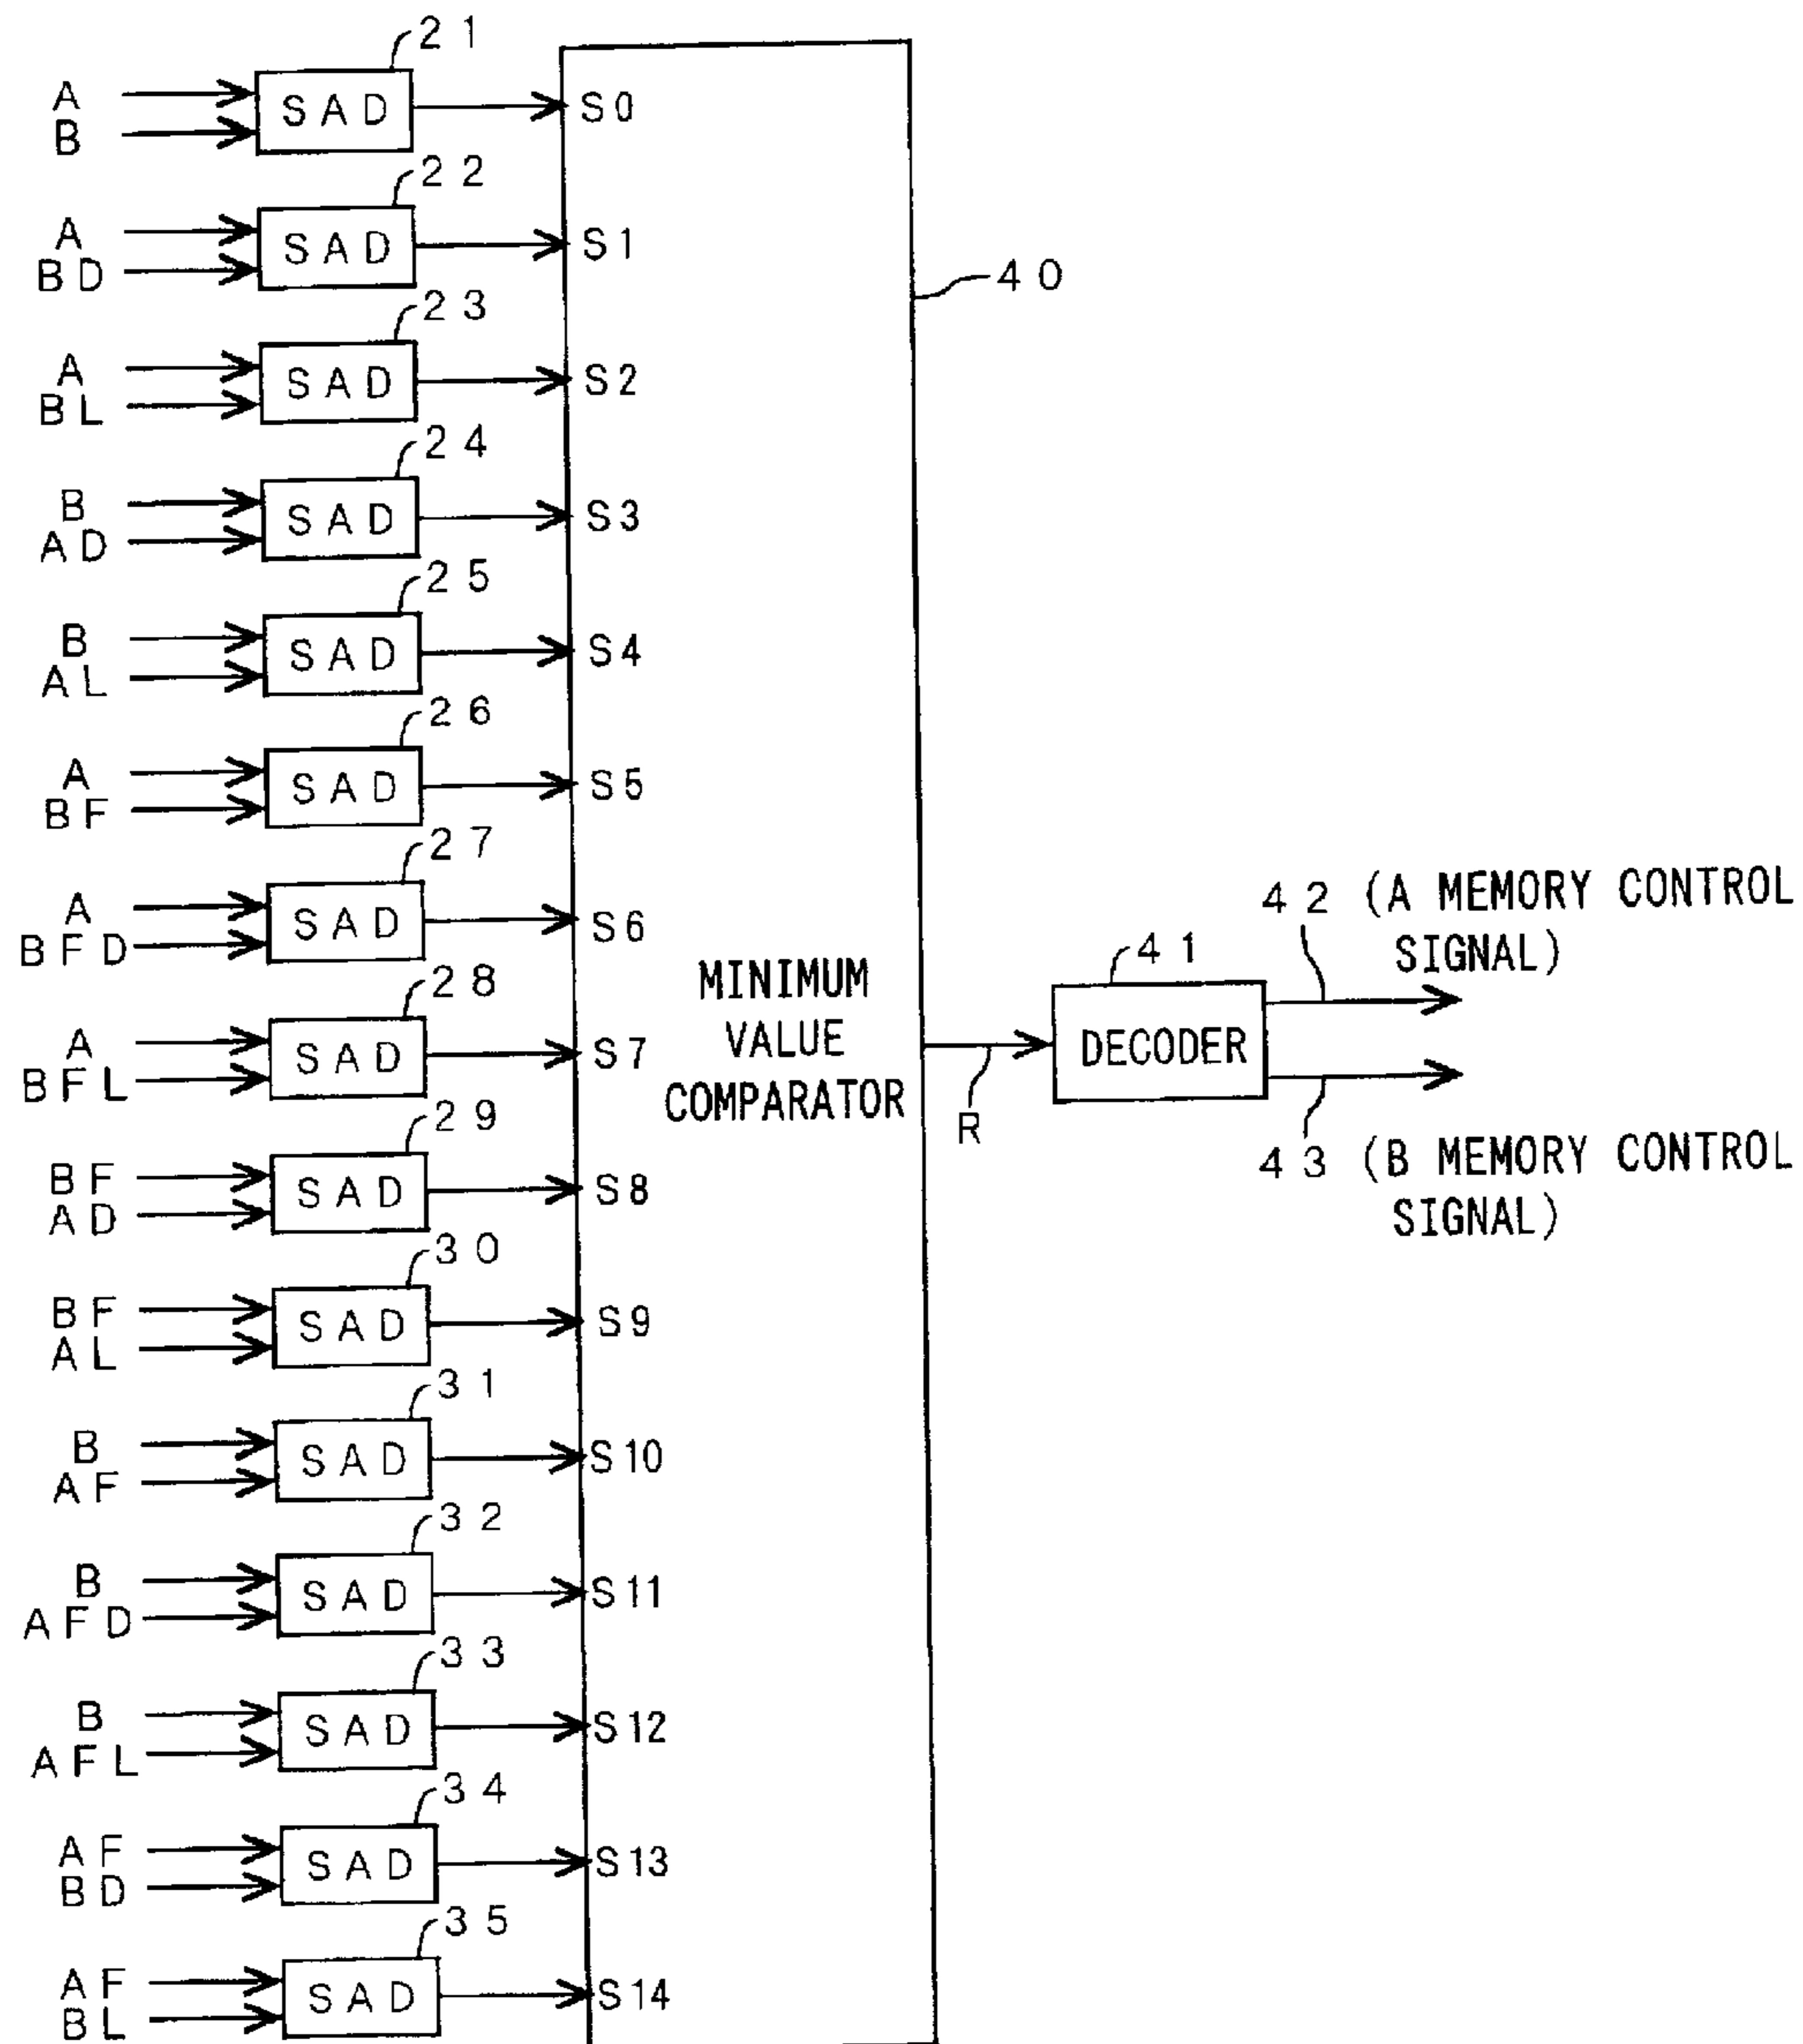 21
A
B
SAD
S0
22
A
BD
SAD
S1
23
A
BL
SAD
S2
24
B
AD
SAD
S3
25
B
AL
SAD
S4
26
A
BF
SAD
S5
27
A
BFD
SAD
S6
28
A
BFL
SAD
S7
29
BF
AD
SAD
S8
30
BF
AL
SAD
S9
31
B
AF
SAD
S10
32
B
AFD
SAD
S11
33
B
AFL
SAD
S12
34
AF
BD
SAD
S13
35
AF
BL
SAD
S14
40
MINIMUM
VALUE
COMPARATOR
R
41
DECODER
42 (A MEMORY CONTROL
SIGNAL)
43 (B MEMORY CONTROL
SIGNAL)